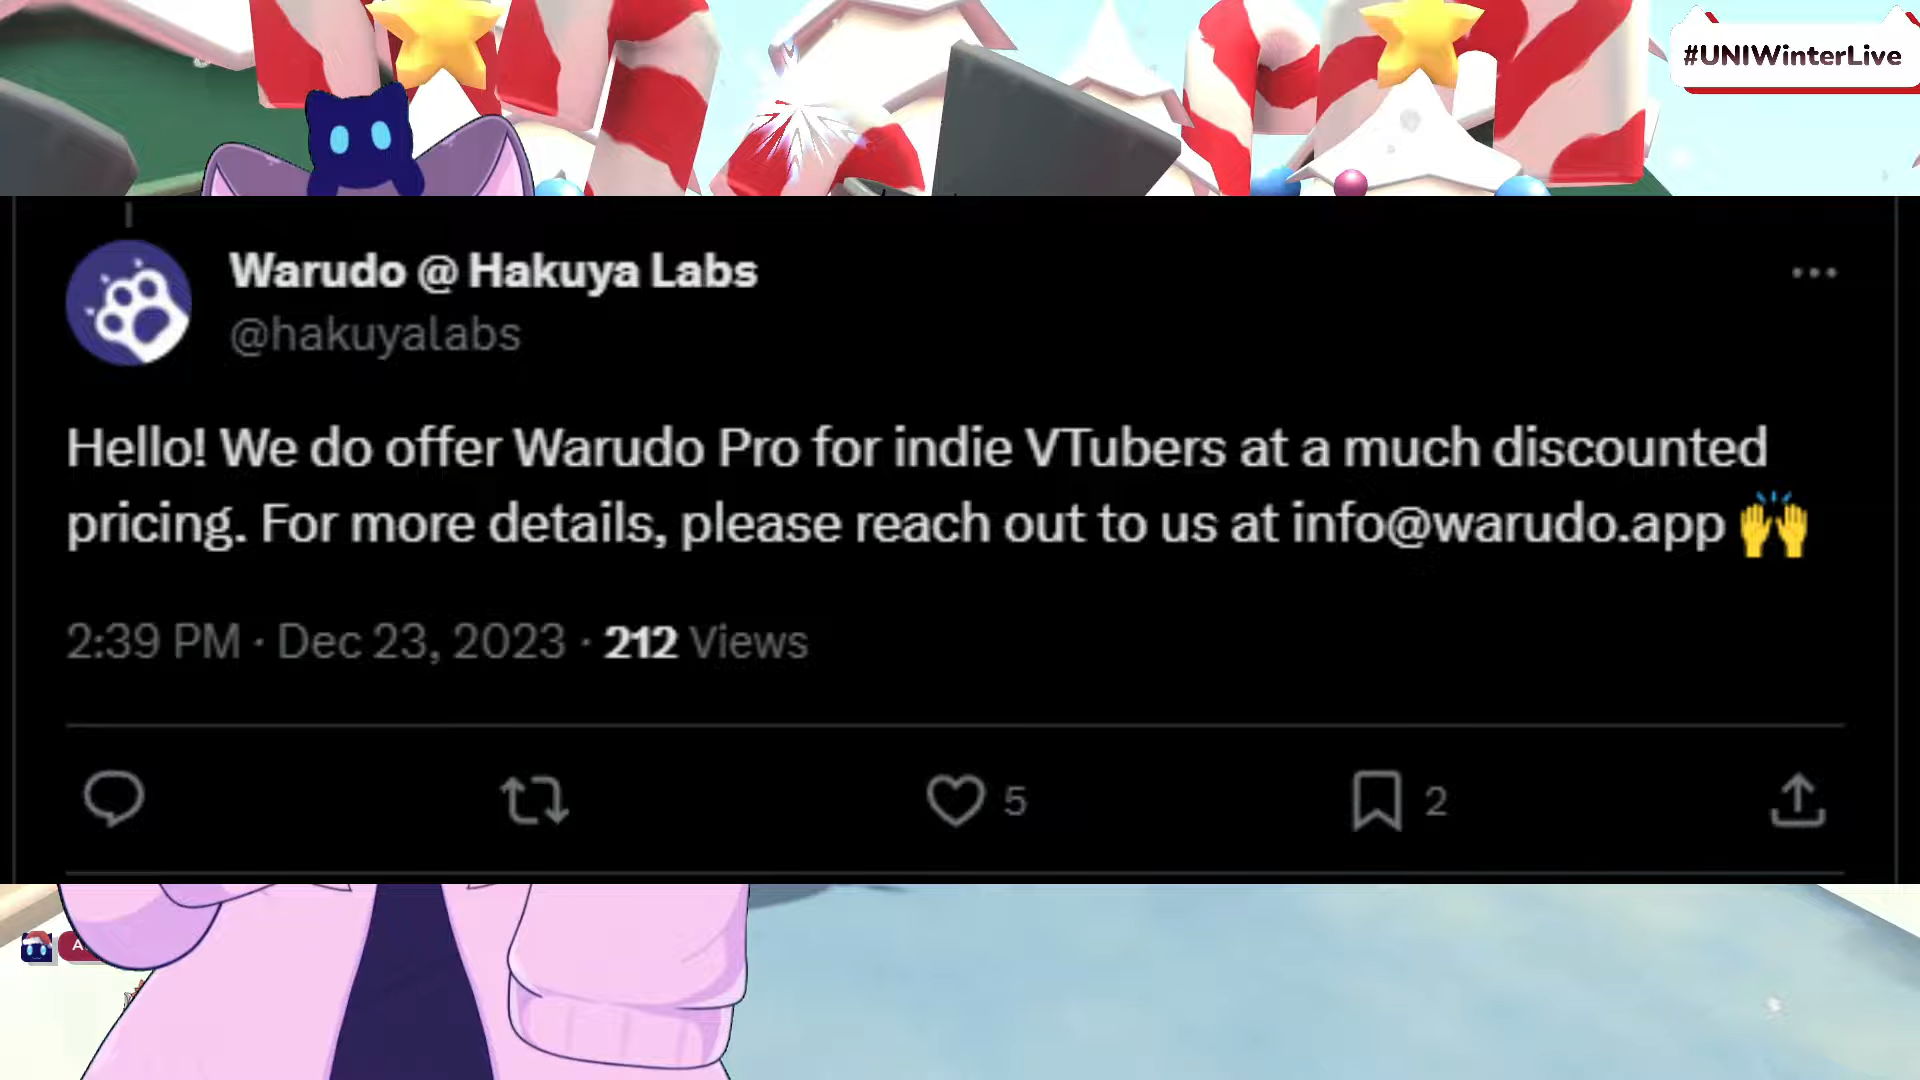 #UNIWinterLive
Warudo @ Hakuya Labs
@hakuyalabs
Hello! We do offer Warudo Pro for indie VTubers at a much discounted
pricing. For more details, please reach out to us at info@warudo.app 🙌
2:39 PM · Dec 23, 2023 · 212 Views
5
2